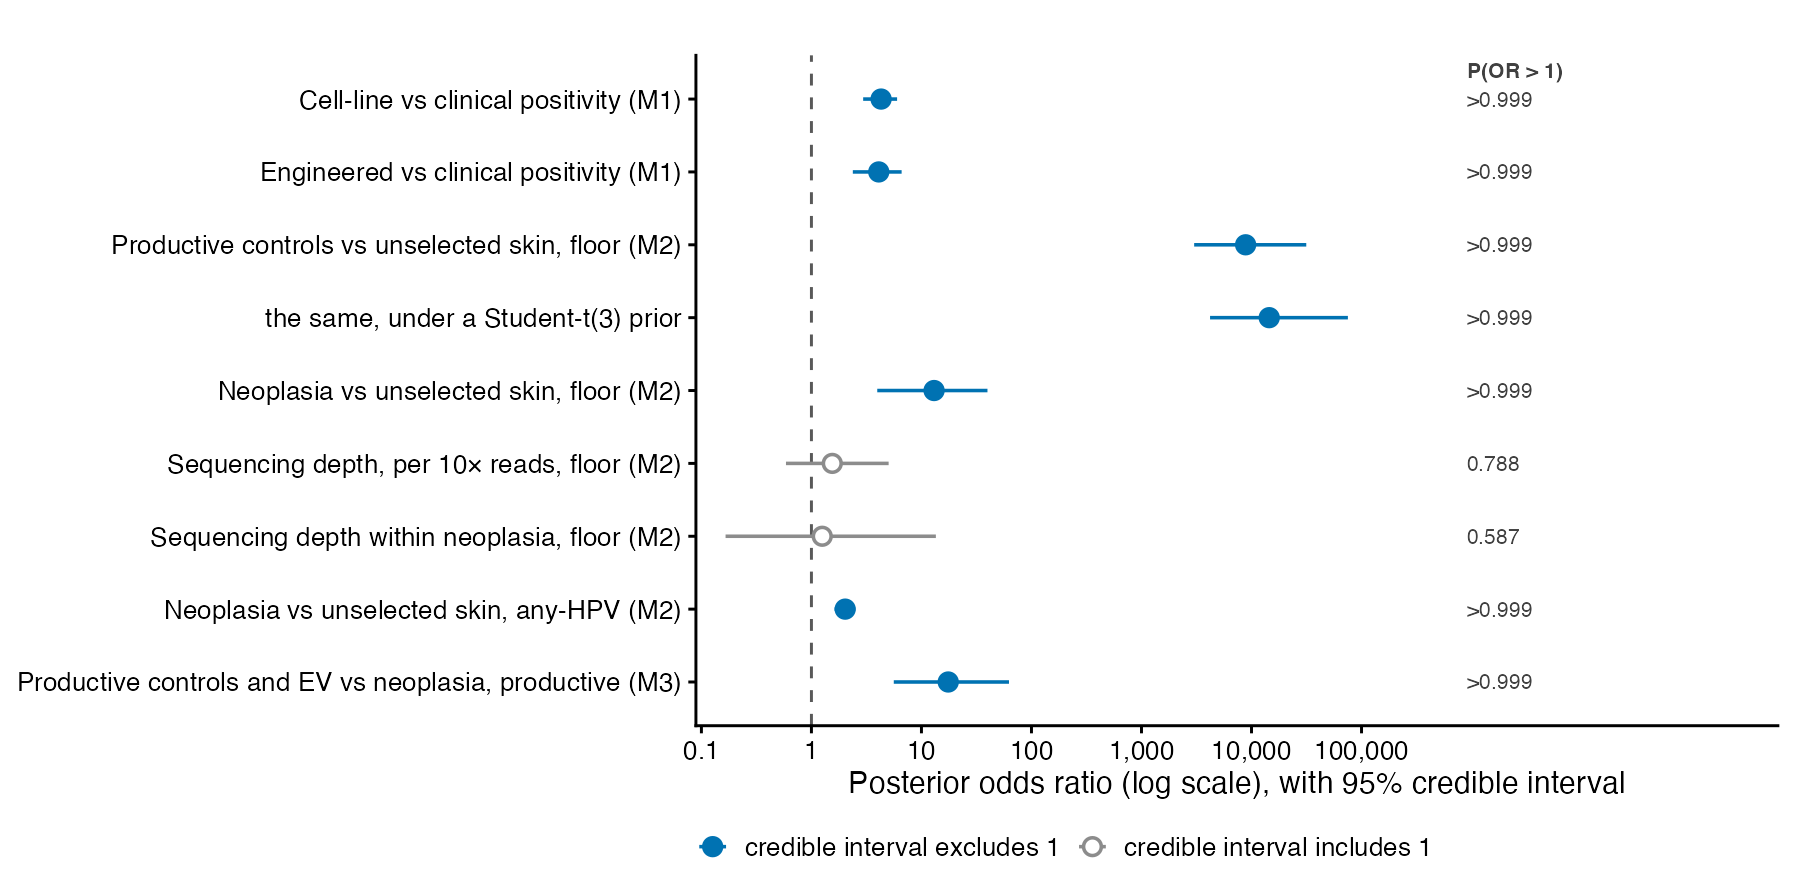 P(OR > 1)
Cell-line vs clinical positivity (M1) >0.999
Engineered vs clinical positivity (M1) >0.999
Productive controls vs unselected skin, floor (M2) >0.999
the same, under a Student-t(3) prior >0.999
Neoplasia vs unselected skin, floor (M2) >0.999
Sequencing depth, per 10× reads, floor (M2) 0.788
Sequencing depth within neoplasia, floor (M2) 0.587
Neoplasia vs unselected skin, any-HPV (M2) >0.999
Productive controls and EV vs neoplasia, productive (M3) >0.999
0.1 1 10 100 1,000 10,000 100,000
Posterior odds ratio (log scale), with 95% credible interval
credible interval excludes 1 credible interval includes 1